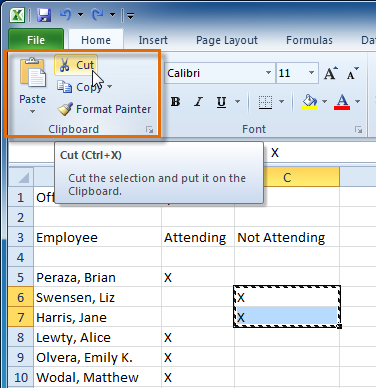 File Home Insert Page Layout Formulas
Cut
Calibri 11
Paste Copy
B I U
Format Painter
Clipboard Font
X
Cut (Ctrl+X)
Cut the selection and put it on the
Clipboard.
C
1
2
3 Employee Attending Not Attending
4
5 Peraza, Brian X
6 Swensen, Liz X
7 Harris, Jane X
8 Lewty, Alice X
9 Olvera, Emily K. X
10 Wodal, Matthew X